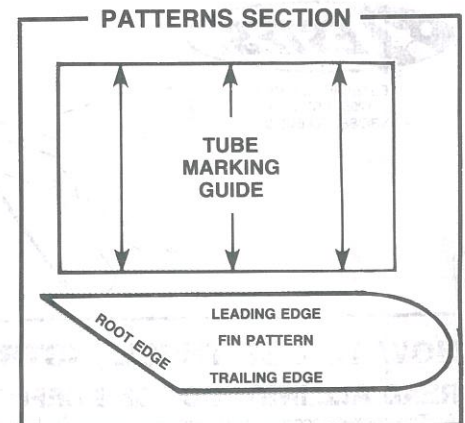 PATTERNS SECTION
TUBE
MARKING
GUIDE
LEADING EDGE
ROOT EDGE
FIN PATTERN
TRAILING EDGE